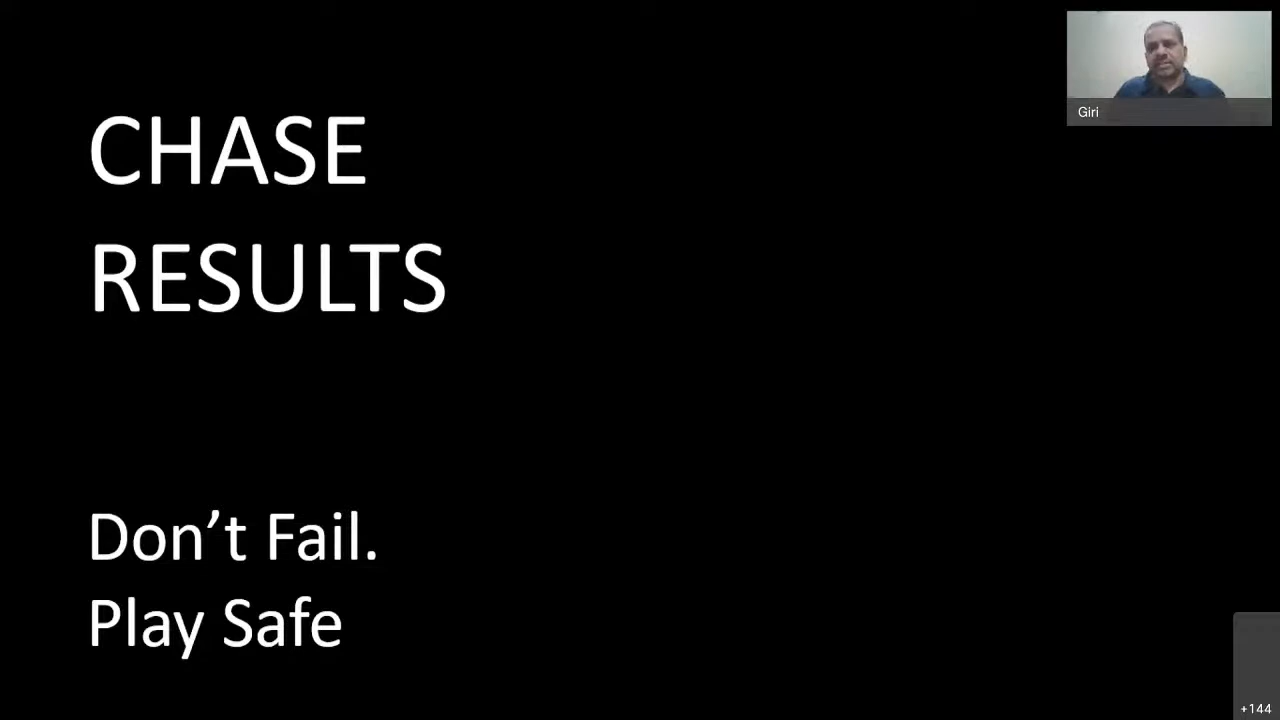 CHASE
RESULTS
Don’t Fail.
Play Safe
Giri
+144